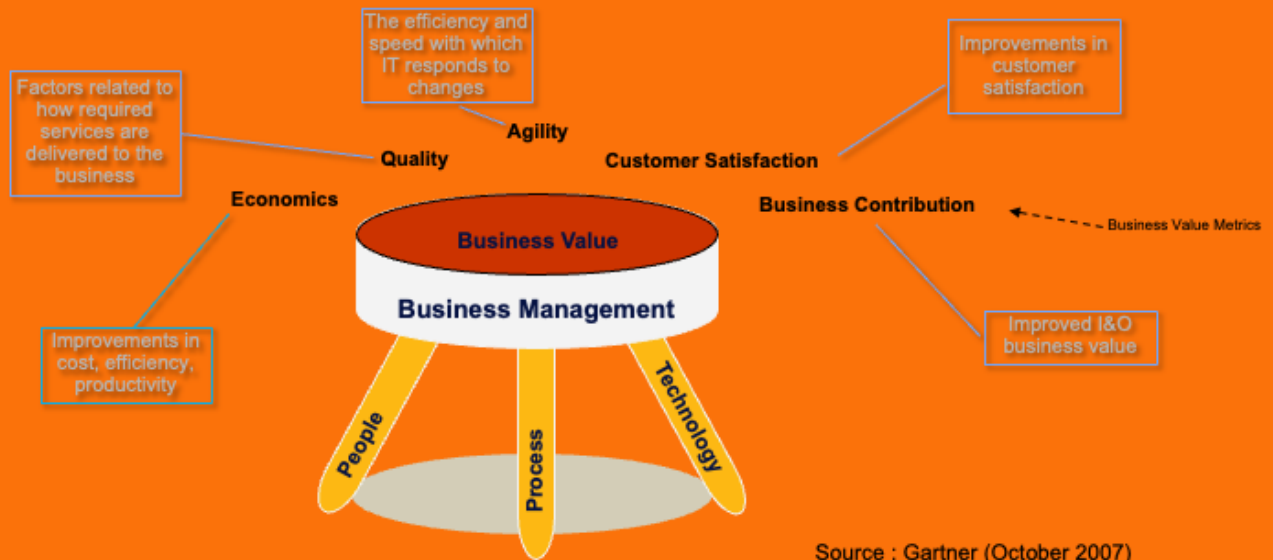 The efficiency and
speed with which
IT responds to
changes
Improvements in
customer
satisfaction
Factors related to
how required
services are
delivered to the
business
Agility
Quality
Customer Satisfaction
Economics
Business Contribution
Business Value Metrics
Business Value
Business Management
Improvements in
cost, efficiency,
productivity
Improved I&O
business value
People
Process
Technology
Source : Gartner (October 2007)